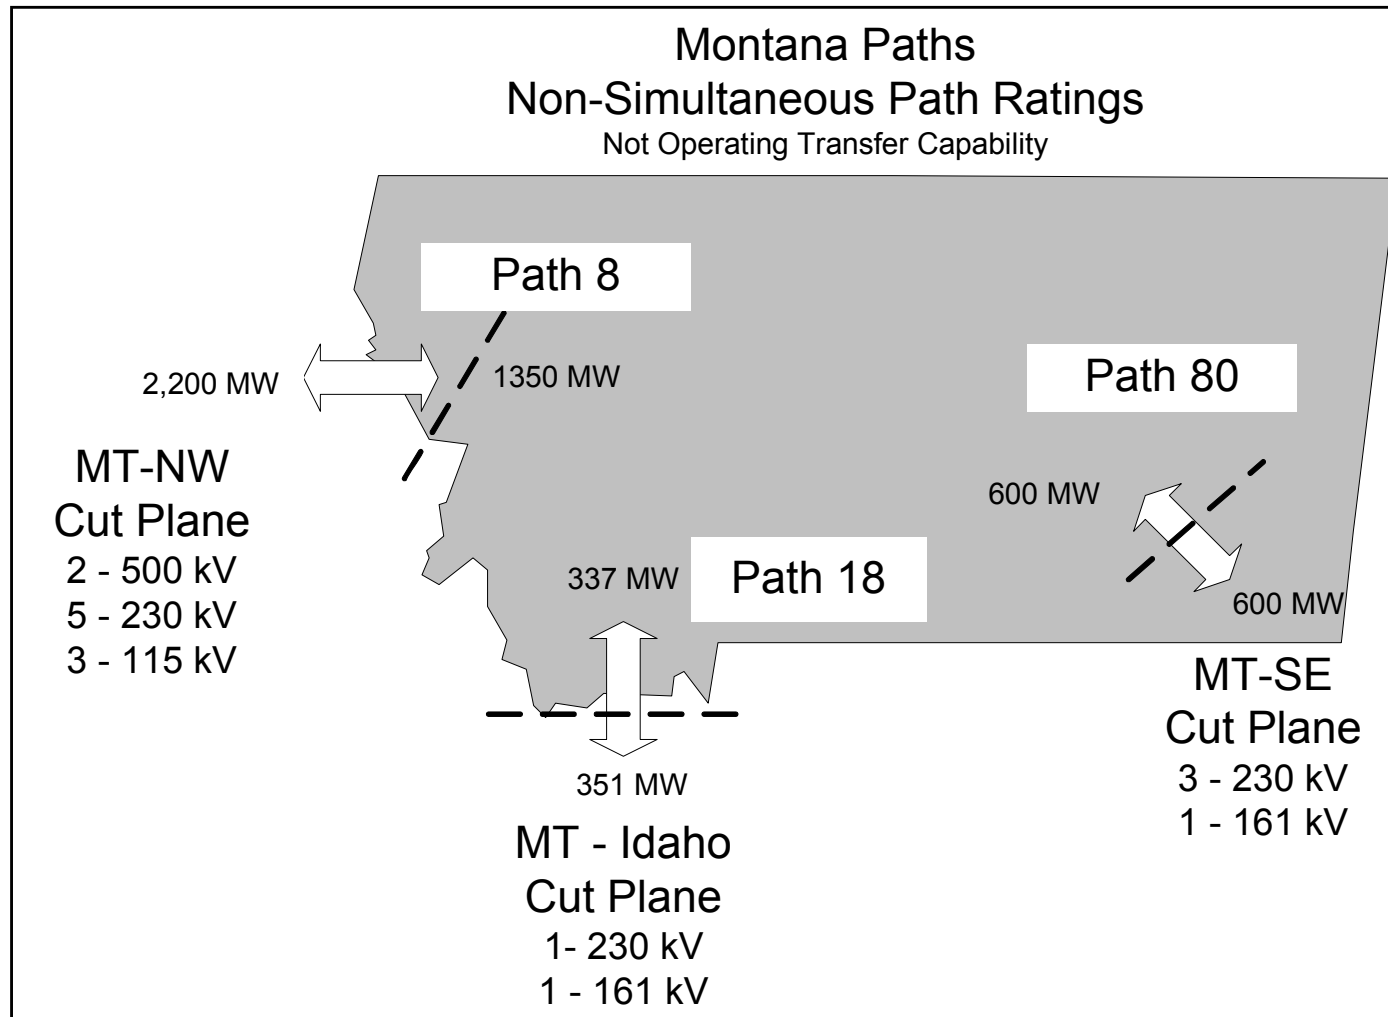 Montana Paths
Non-Simultaneous Path Ratings
Not Operating Transfer Capability
Path 8
2,200 MW
1350 MW
Path 80
MT-NW
Cut Plane
2 - 500 kV
5 - 230 kV
3 - 115 kV
600 MW
600 MW
337 MW
Path 18
351 MW
MT-SE
Cut Plane
3 - 230 kV
1 - 161 kV
MT - Idaho
Cut Plane
1- 230 kV
1 - 161 kV